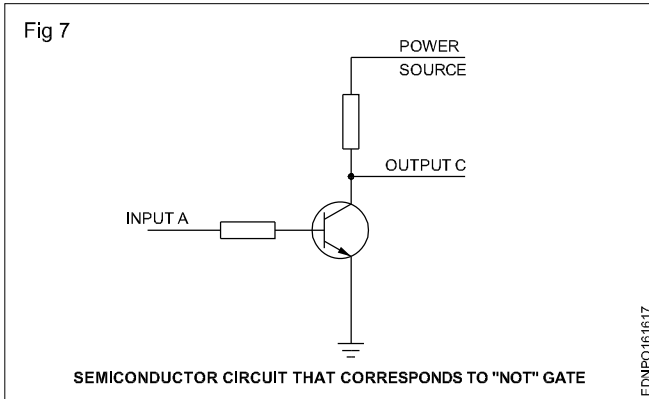 Fig 7
POWER
SOURCE
OUTPUT C
INPUT A
SEMICONDUCTOR CIRCUIT THAT CORRESPONDS TO "NOT" GATE
EDNPO161617